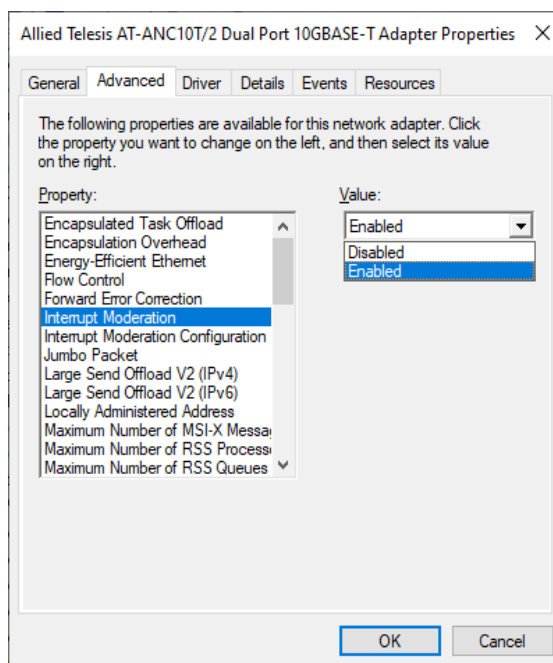 Allied Telesis AT-ANC10T/2 Dual Port 10GBASE-T Adapter Properties
General Advanced Driver Details Events Resources
The following properties are available for this network adapter. Click
the property you want to change on the left, and then select its value
on the right.
Property:
Encapsulated Task Offload
Encapsulation Overhead
Energy-Efficient Ethernet
Flow Control
Forward Error Correction
Interrupt Moderation
Interrupt Moderation Configuration
Jumbo Packet
Large Send Offload V2 (IPv4)
Large Send Offload V2 (IPv6)
Locally Administered Address
Maximum Number of MSI-X Messa
Maximum Number of RSS Process
Maximum Number of RSS Queues
Value:
Enabled
Disabled
Enabled
OK Cancel